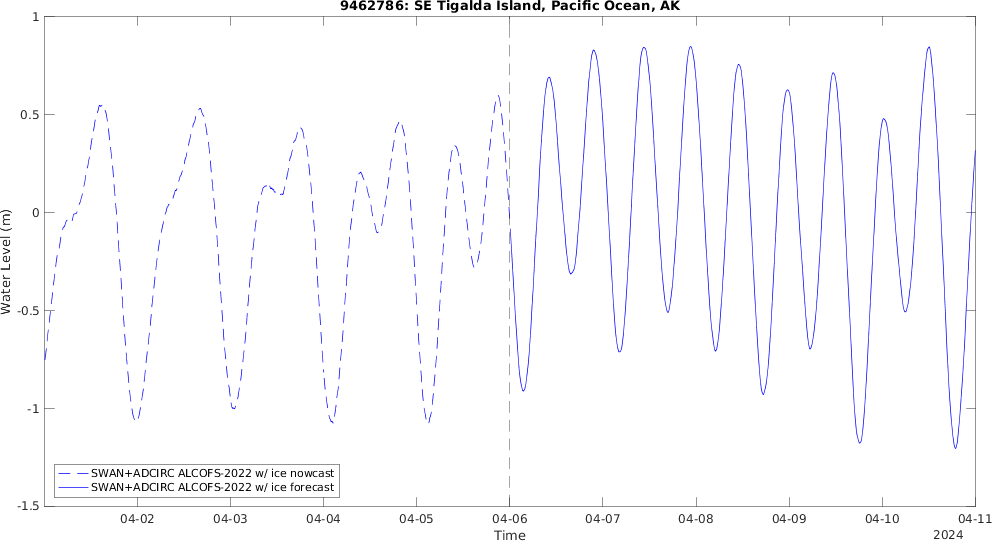 9462786: SE Tigalda Island, Pacific Ocean, AK
1
0.5
0
-0.5
-1
-1.5
Water Level (m)
SWAN+ADCIRC ALCOFS-2022 w/ ice nowcast
SWAN+ADCIRC ALCOFS-2022 w/ ice forecast
04-02 04-03 04-04 04-05 04-06 04-07 04-08 04-09 04-10 04-11
Time
2024